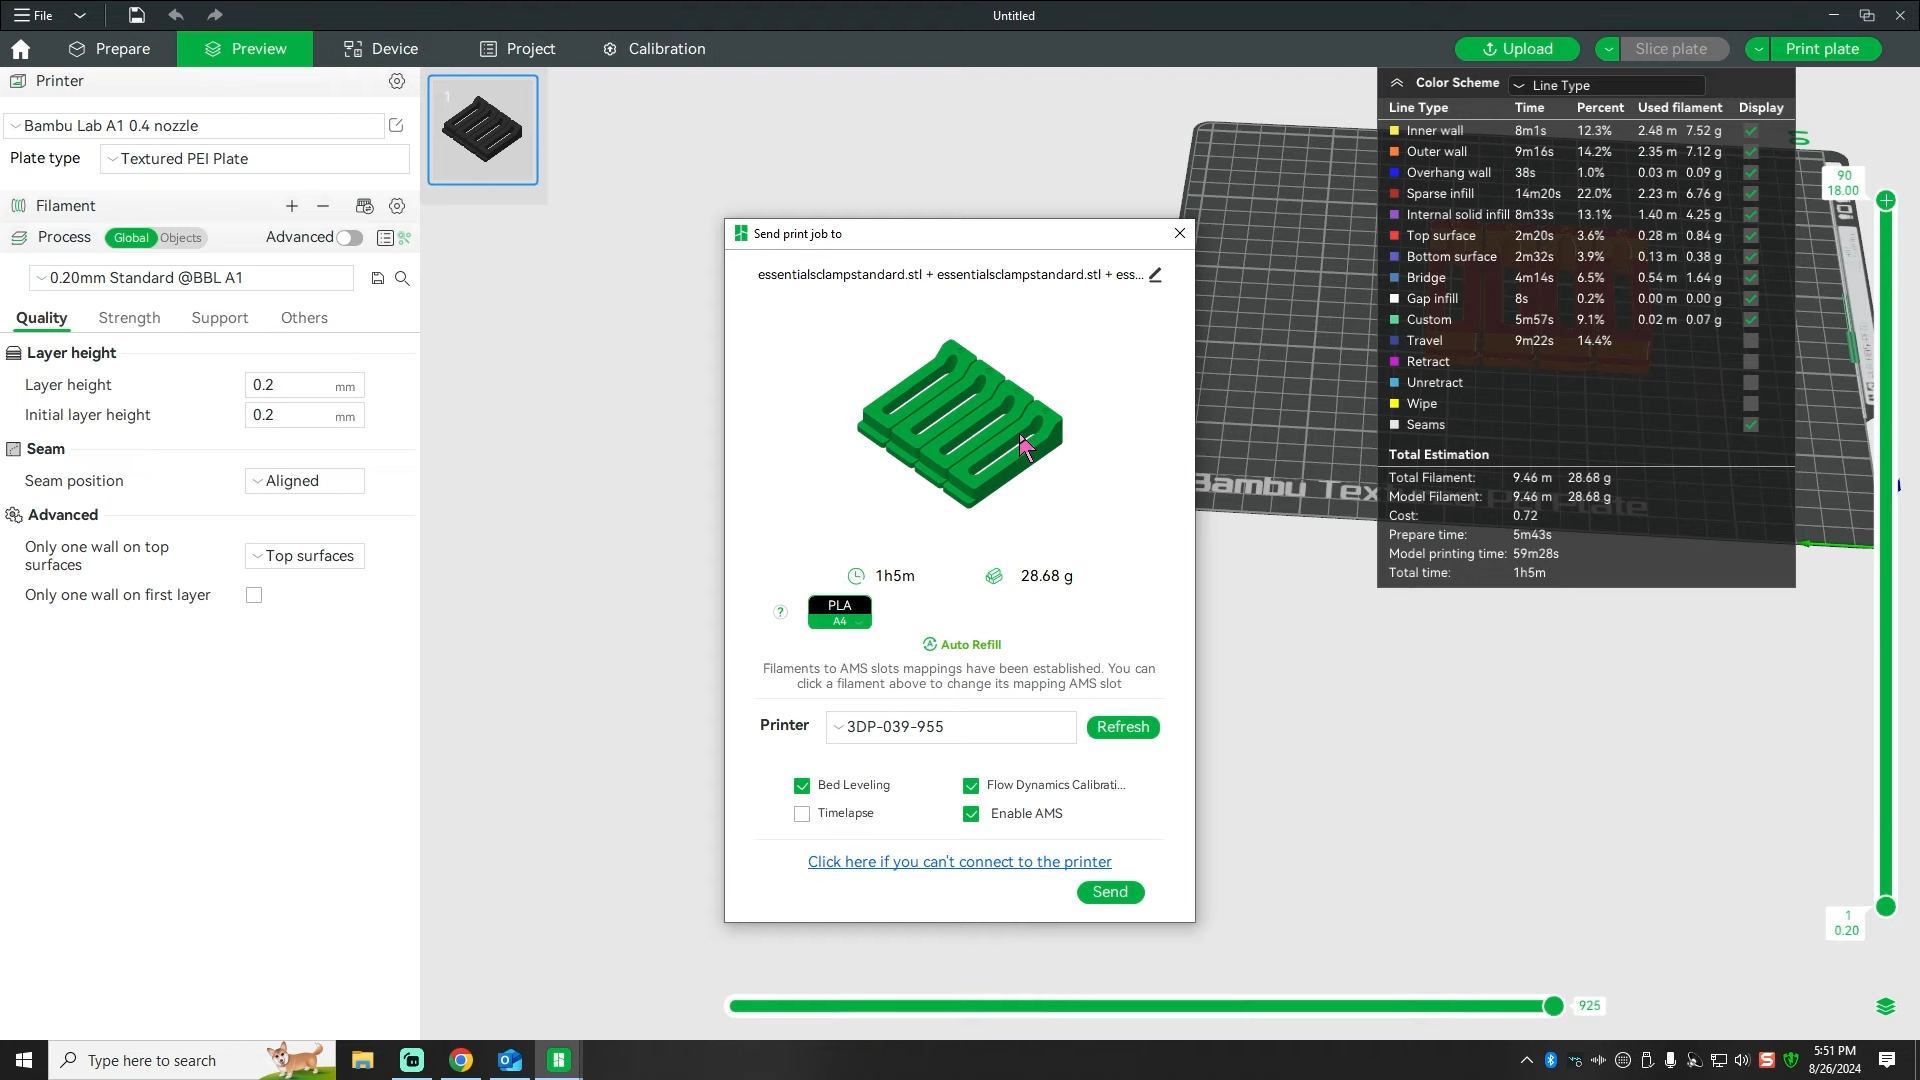 File
Untitled
Prepare
Preview
Device
Project
Calibration
Upload
Slice plate
Print plate
Printer
Bambu Lab A1 0.4 nozzle
Plate type
Textured PEI Plate
Filament
Process
Global
Objects
Advanced
0.20mm Standard @BBL A1
Quality
Strength
Support
Others
Layer height
Layer height 0.2 mm
Initial layer height 0.2 mm
Seam
Seam position Aligned
Advanced
Only one wall on top
surfaces
Top surfaces
Only one wall on first layer
1
Send print job to
essentialsclampstandard.stl + essentialsclampstandard.stl + ess...
1h5m
28.68 g
?
PLA
A4
Auto Refill
Filaments to AMS slots mappings have been established. You can
click a filament above to change its mapping AMS slot
Printer
3DP-039-955
Refresh
Bed Leveling
Flow Dynamics Calibrati...
Timelapse
Enable AMS
Click here if you can't connect to the printer
Send
Color Scheme
Line Type
Line Type Time Percent Used filament Display
Inner wall 8m1s 12.3% 2.48 m 7.52 g
Outer wall 9m16s 14.2% 2.35 m 7.12 g
Overhang wall 38s 1.0% 0.03 m 0.09 g
Sparse infill 14m20s 22.0% 2.23 m 6.76 g
Internal solid infill 8m33s 13.1% 1.40 m 4.25 g
Top surface 2m20s 3.6% 0.28 m 0.84 g
Bottom surface 2m32s 3.9% 0.13 m 0.38 g
Bridge 4m14s 6.5% 0.54 m 1.64 g
Gap infill 8s 0.2% 0.00 m 0.00 g
Custom 5m57s 9.1% 0.02 m 0.07 g
Travel 9m22s 14.4%
Retract
Unretract
Wipe
Seams
Total Estimation
Total Filament: 9.46 m 28.68 g
Model Filament: 9.46 m 28.68 g
Cost: 0.72
Prepare time: 5m43s
Model printing time: 59m28s
Total time: 1h5m
90
18.00
1
0.20
925
Type here to search
5:51 PM
8/26/2024